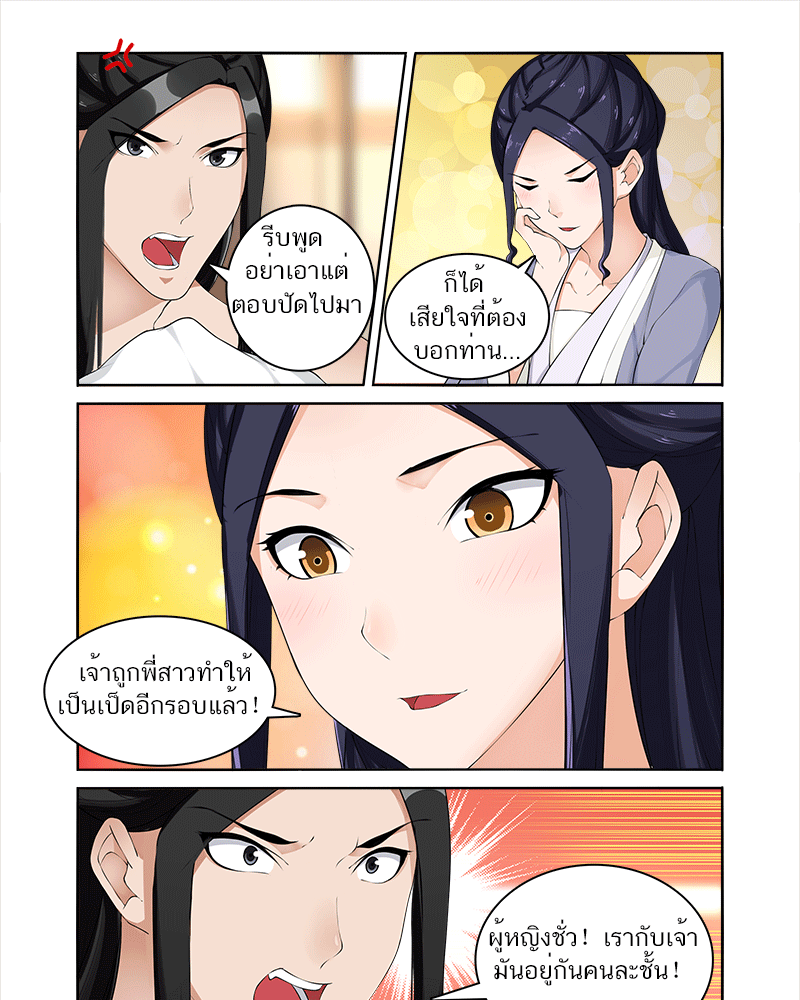 รีบพูด
อย่าเอาแต่
ตอบปัดไปมา
ก็ได้
เสียใจที่ต้อง
บอกท่าน...
เจ้าถูกพี่สาวทำให้
เป็นเป็ดอีกรอบแล้ว!
ผู้หญิงชั่ว! เรากับเจ้า
มันอยู่กันคนละชั้น!